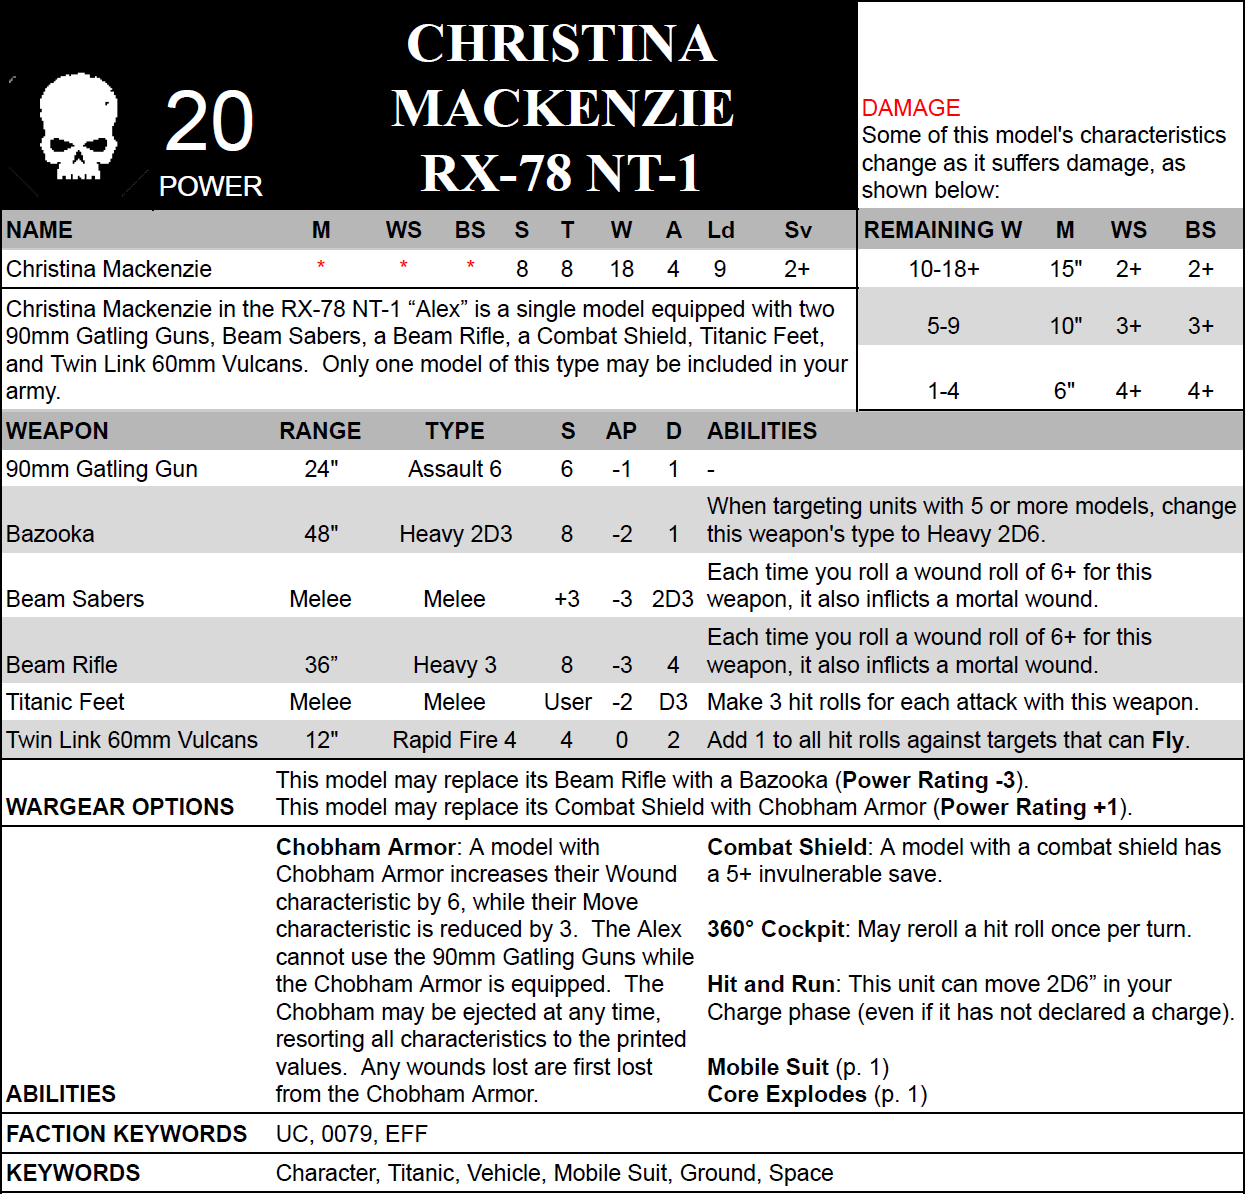 20
POWER
CHRISTINA
MACKENZIE
RX-78 NT-1
DAMAGE
Some of this model's characteristics
change as it suffers damage, as
shown below:
NAME M WS BS S T W A Ld Sv
Christina Mackenzie * * * 8 8 18 4 9 2+
REMAINING W M WS BS
10-18+ 15" 2+ 2+
5-9 10" 3+ 3+
1-4 6" 4+ 4+
Christina Mackenzie in the RX-78 NT-1 “Alex” is a single model equipped with two
90mm Gatling Guns, Beam Sabers, a Beam Rifle, a Combat Shield, Titanic Feet,
and Twin Link 60mm Vulcans.  Only one model of this type may be included in your
army.
WEAPON RANGE TYPE S AP D ABILITIES
90mm Gatling Gun 24" Assault 6 6 -1 1 -
When targeting units with 5 or more models, change
Bazooka 48" Heavy 2D3 8 -2 1 this weapon's type to Heavy 2D6.
Each time you roll a wound roll of 6+ for this
Beam Sabers Melee Melee +3 -3 2D3 weapon, it also inflicts a mortal wound.
Each time you roll a wound roll of 6+ for this
Beam Rifle 36” Heavy 3 8 -3 4 weapon, it also inflicts a mortal wound.
Titanic Feet Melee Melee User -2 D3 Make 3 hit rolls for each attack with this weapon.
Twin Link 60mm Vulcans 12" Rapid Fire 4 4 0 2 Add 1 to all hit rolls against targets that can Fly.
This model may replace its Beam Rifle with a Bazooka (Power Rating -3).
WARGEAR OPTIONS This model may replace its Combat Shield with Chobham Armor (Power Rating +1).
ABILITIES
Chobham Armor: A model with
Chobham Armor increases their Wound
characteristic by 6, while their Move
characteristic is reduced by 3.  The Alex
cannot use the 90mm Gatling Guns while
the Chobham Armor is equipped.  The
Chobham may be ejected at any time,
resorting all characteristics to the printed
values.  Any wounds lost are first lost
from the Chobham Armor.
Combat Shield: A model with a combat shield has
a 5+ invulnerable save.
360° Cockpit: May reroll a hit roll once per turn.
Hit and Run: This unit can move 2D6” in your
Charge phase (even if it has not declared a charge).
Mobile Suit (p. 1)
Core Explodes (p. 1)
FACTION KEYWORDS UC, 0079, EFF
KEYWORDS Character, Titanic, Vehicle, Mobile Suit, Ground, Space